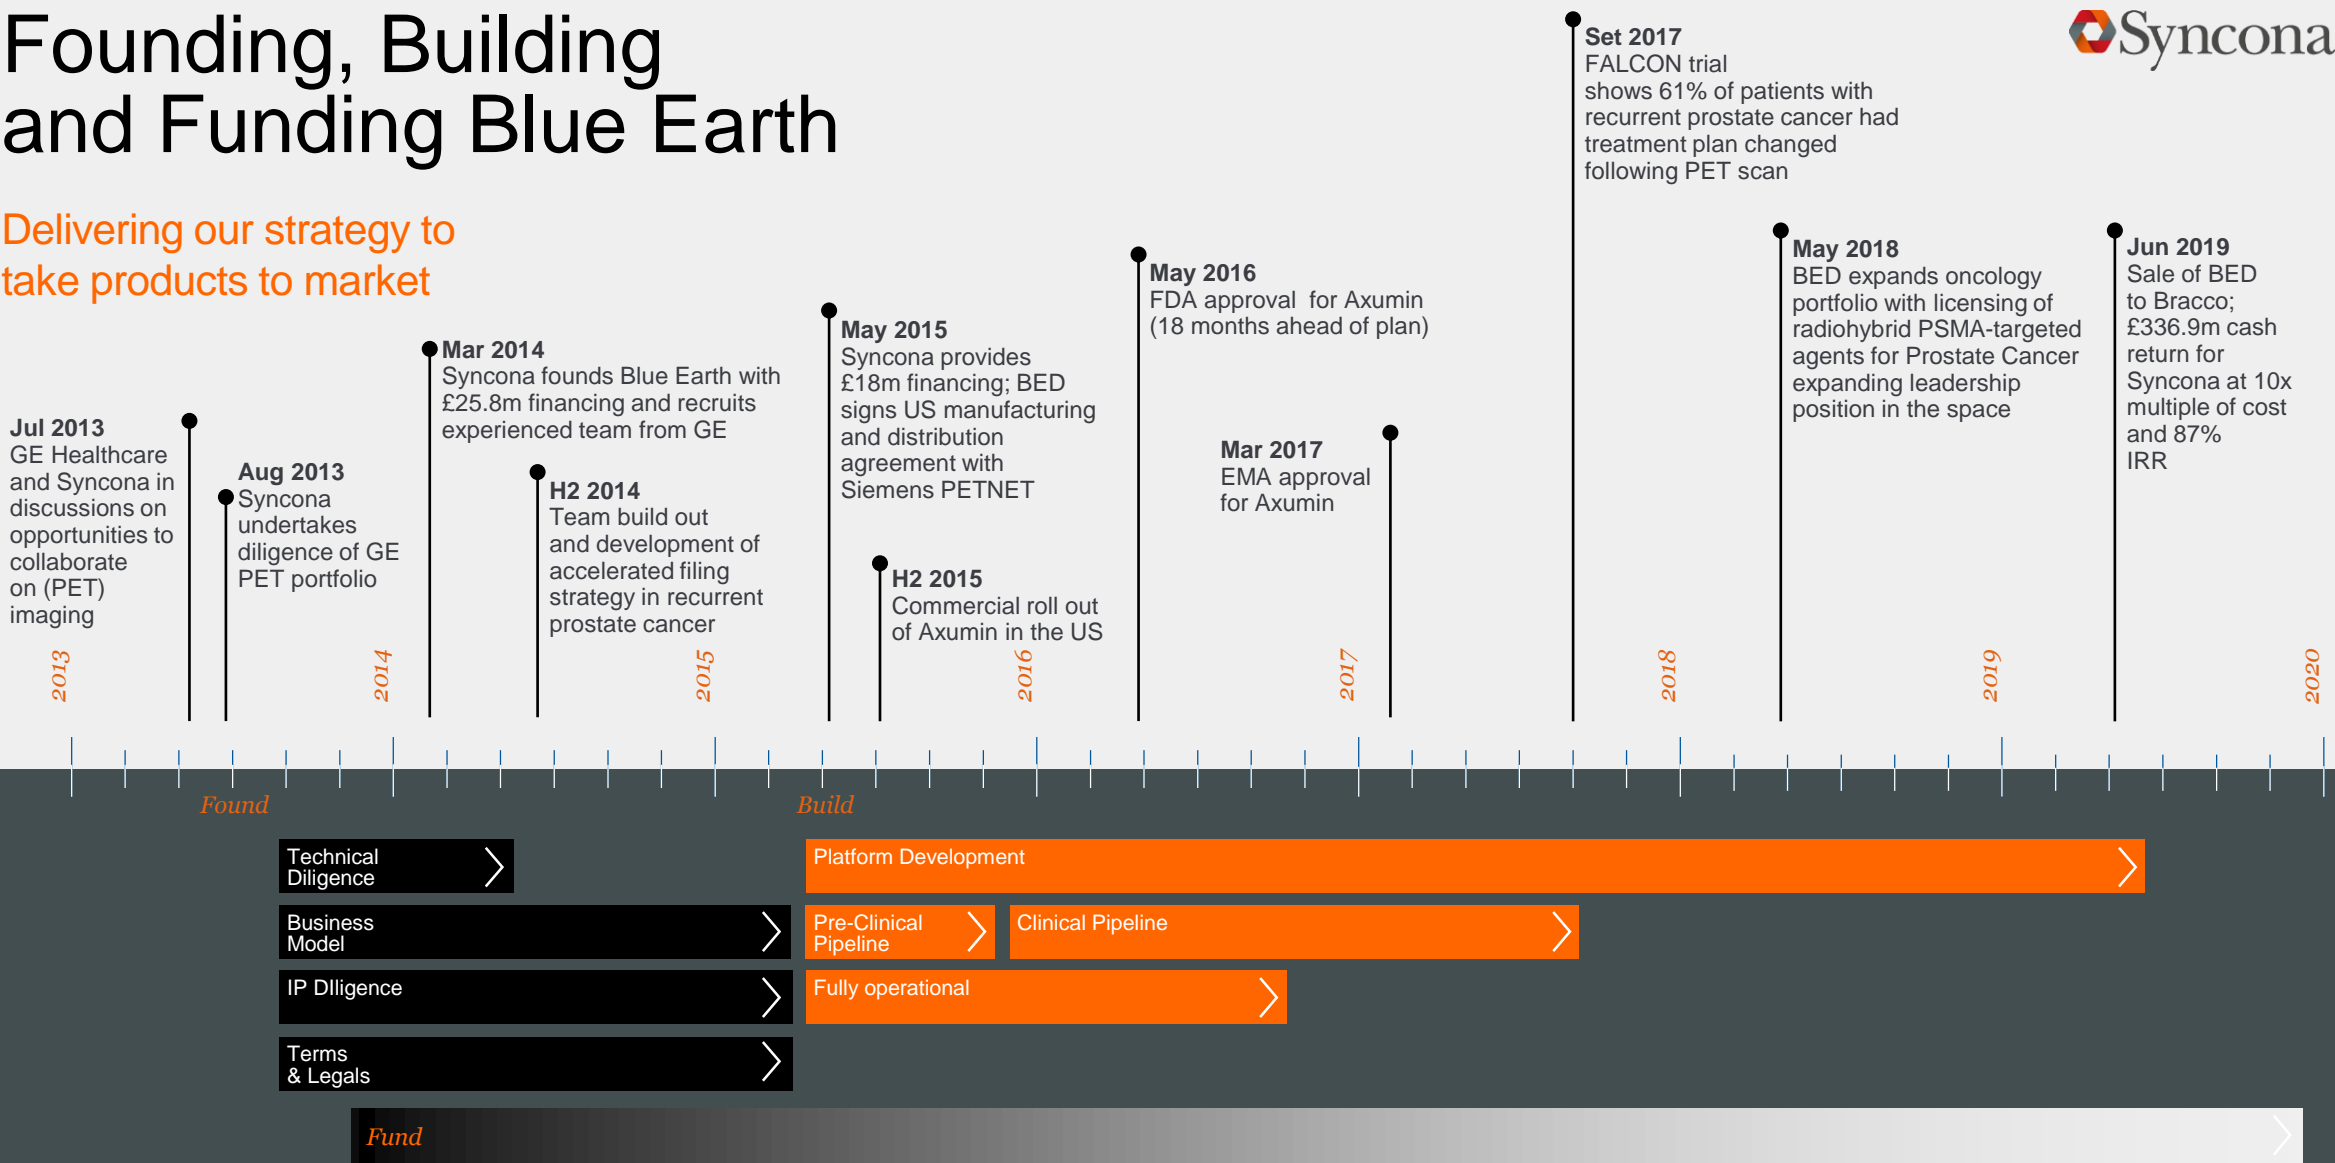 Founding, Building
and Funding Blue Earth
Syncona
Delivering our strategy to
take products to market
Jul 2013
GE Healthcare
and Syncona in
discussions on
opportunities to
collaborate
on (PET)
imaging
Aug 2013
Syncona
undertakes
diligence of GE
PET portfolio
Mar 2014
Syncona founds Blue Earth with
£25.8m financing and recruits
experienced team from GE
H2 2014
Team build out
and development of
accelerated filing
strategy in recurrent
prostate cancer
May 2015
Syncona provides
£18m financing; BED
signs US manufacturing
and distribution
agreement with
Siemens PETNET
H2 2015
Commercial roll out
of Axumin in the US
May 2016
FDA approval  for Axumin
(18 months ahead of plan)
Mar 2017
EMA approval
for Axumin
Set 2017
FALCON trial
shows 61% of patients with
recurrent prostate cancer had
treatment plan changed
following PET scan
May 2018
BED expands oncology
portfolio with licensing of
radiohybrid PSMA-targeted
agents for Prostate Cancer
expanding leadership
position in the space
Jun 2019
Sale of BED
to Bracco;
£336.9m cash
return for
Syncona at 10x
multiple of cost
and 87%
IRR
2013
2014
2015
2016
2017
2018
2019
2020
Found
Build
Technical
Diligence
Platform Development
Business
Model
Pre-Clinical
Pipeline
Clinical Pipeline
IP DIligence
Fully operational
Terms
& Legals
Fund